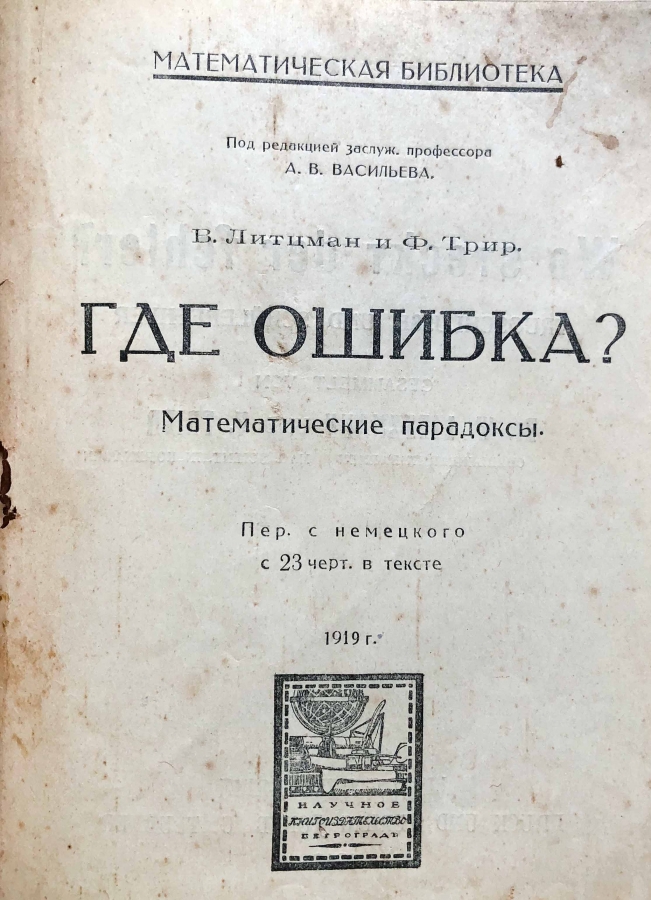 МАТЕМАТИЧЕСКАЯ БИБЛИОТЕКА
Под редакцией заслуж. профессора
А. В. ВАСИЛЬЕВА.
В. Литцман и Ф. Трир.
ГДЕ ОШИБКА?
Математические парадоксы.
Пер. с немецкого
с 23 черт. в тексте
1919 г.
НАУЧНОЕ
КНИГОИЗДАТЕЛЬСТВО